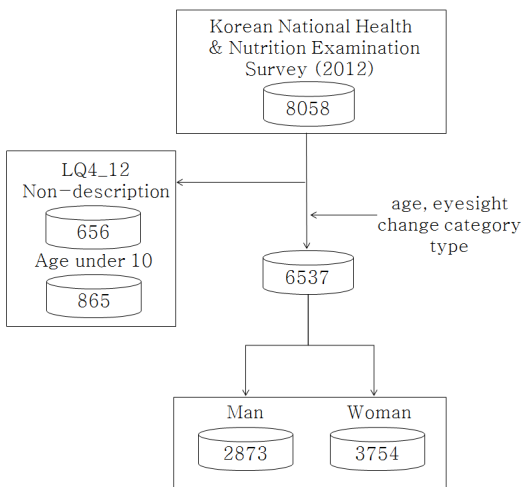 Korean National Health
& Nutrition Examination
Survey (2012)
8058
LQ4_12
Non-description
656
Age under 10
865
age, eyesight
change category
type
6537
Man
Woman
2873
3754